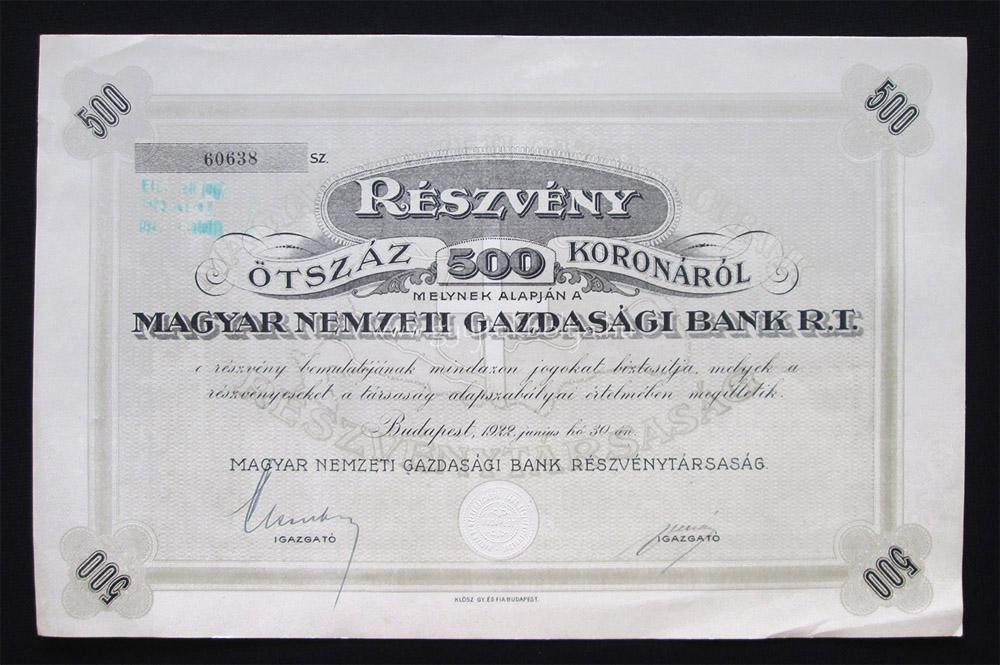 500
500
60638 SZ.
RÉSZVÉNY
ÖTSZÁZ 500 KORONÁRÓL
MELYNEK ALAPJÁN A
MAGYAR NEMZETI GAZDASÁGI BANK R.T.
e részvény bemutatójának mindazon jogokat biztosítja, melyek a
részvényeseket a társaság alapszabályai értelmében megilletik.
Budapest, 1922. junius hó 30-án.
RÉSZVÉNYTÁRSASÁG
MAGYAR NEMZETI GAZDASÁGI BANK RÉSZVÉNYTÁRSASÁG.
IGAZGATÓ
IGAZGATÓ
500
500
KLÖSZ GY. ÉS FIA BUDAPEST.